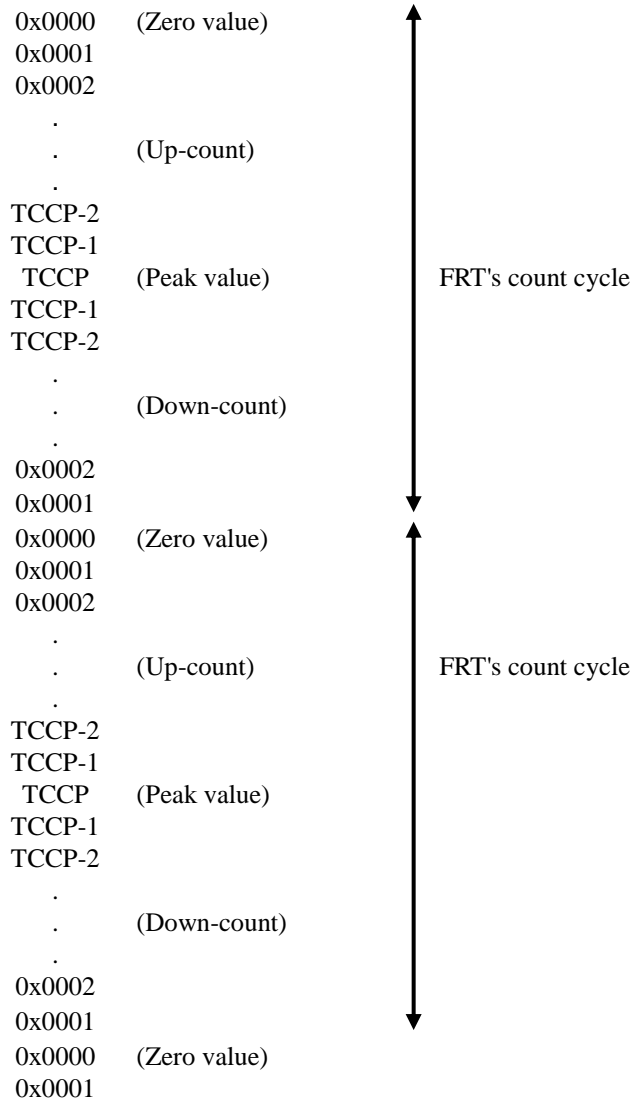 0x0000 (Zero value)
0x0001
0x0002
.
. (Up-count)
.
TCCP-2
TCCP-1
TCCP (Peak value) FRT's count cycle
TCCP-1
TCCP-2
.
. (Down-count)
.
0x0002
0x0001
0x0000 (Zero value)
0x0001
0x0002
.
. (Up-count) FRT's count cycle
.
TCCP-2
TCCP-1
TCCP (Peak value)
TCCP-1
TCCP-2
.
. (Down-count)
.
0x0002
0x0001
0x0000 (Zero value)
0x0001